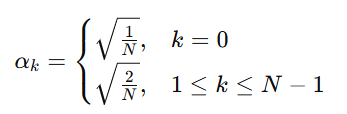 α_k = { √(1/N), k = 0
√(2/N), 1 ≤ k ≤ N − 1